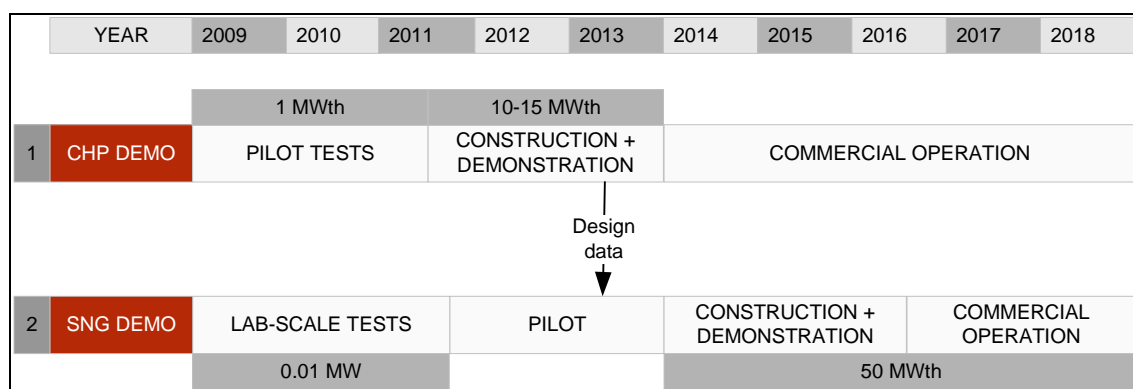 YEAR 2009 2010 2011 2012 2013 2014 2015 2016 2017 2018
1 MWth 10-15 MWth
1 CHP DEMO PILOT TESTS CONSTRUCTION + DEMONSTRATION COMMERCIAL OPERATION
Design
data
2 SNG DEMO LAB-SCALE TESTS PILOT CONSTRUCTION + DEMONSTRATION COMMERCIAL OPERATION
0.01 MW 50 MWth